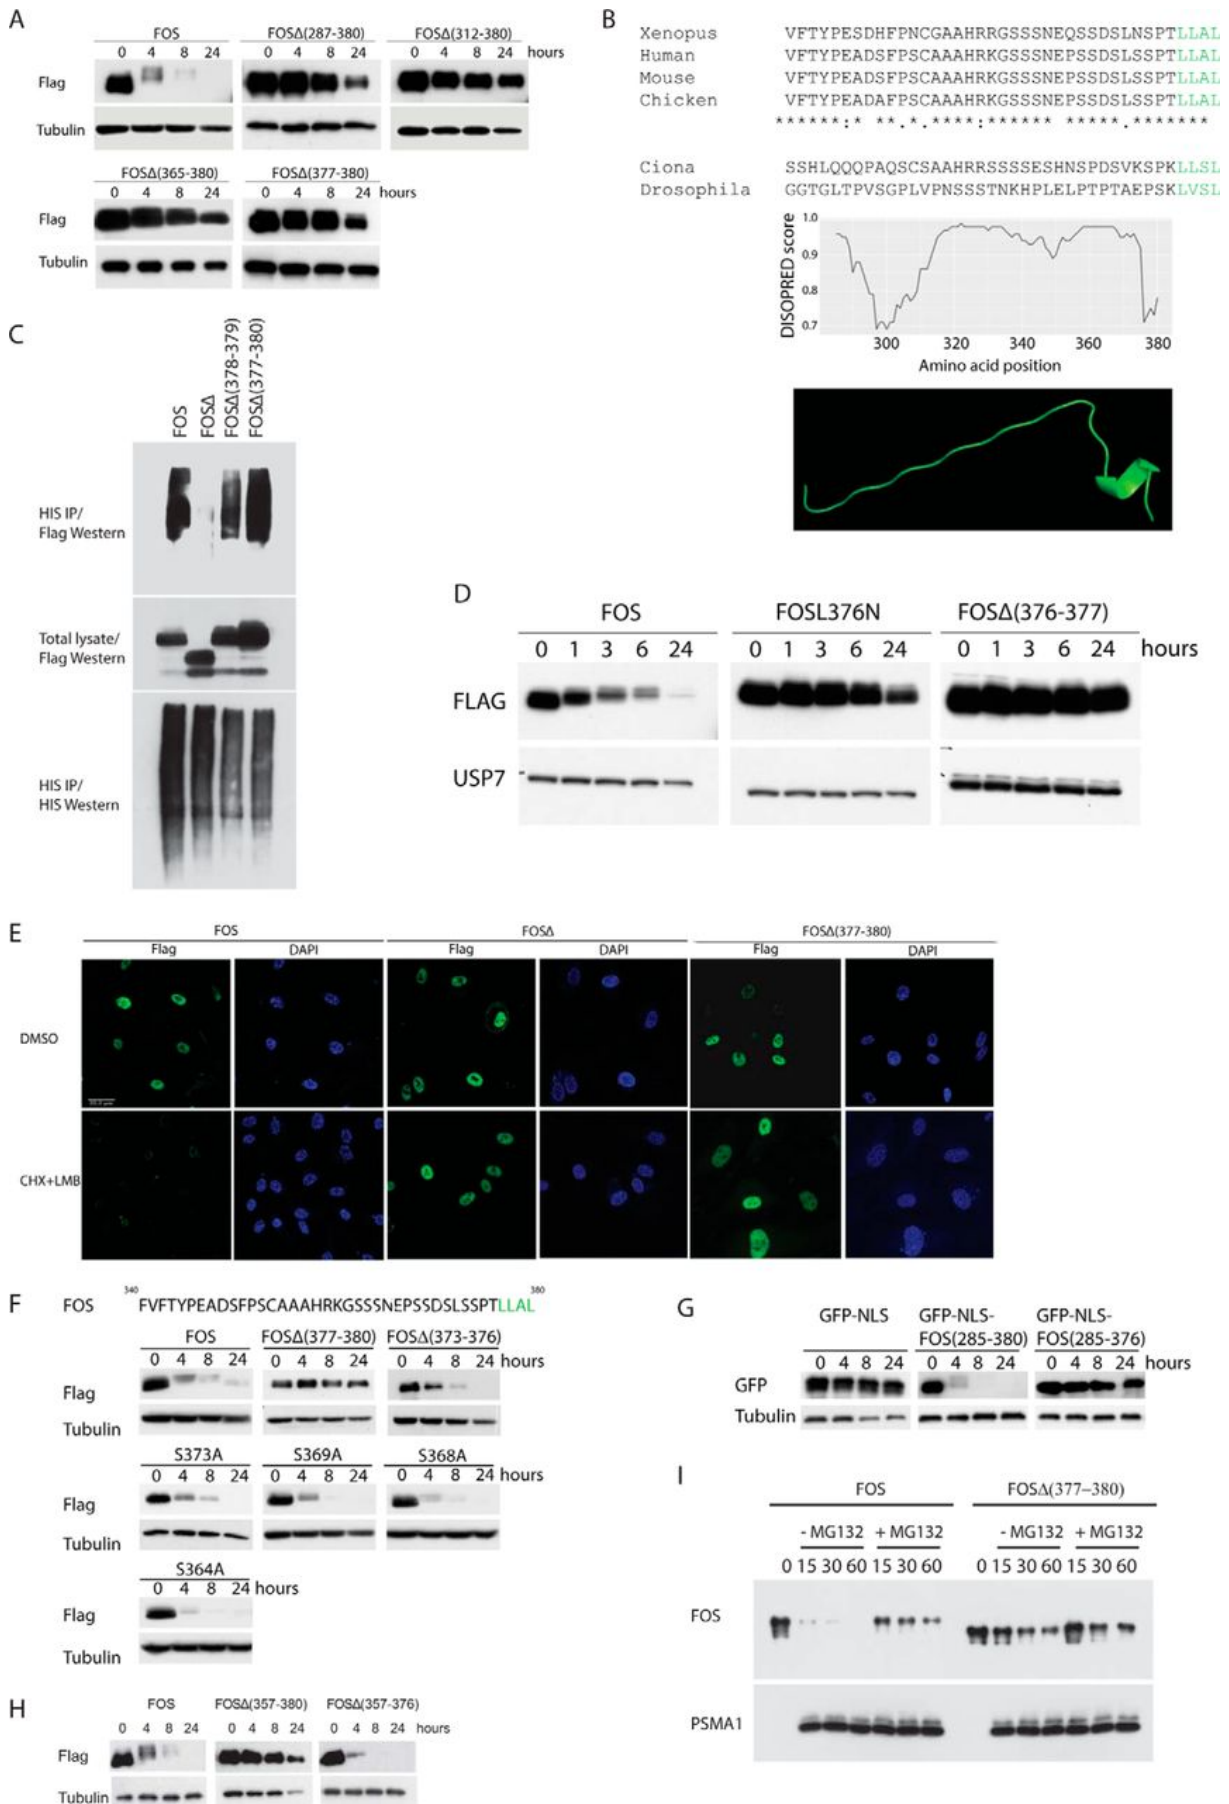 A
FOS FOSΔ(287-380) FOSΔ(312-380)
0 4 8 24 0 4 8 24 0 4 8 24 hours
Flag
Tubulin
FOSΔ(365-380) FOSΔ(377-380)
0 4 8 24 0 4 8 24 hours
Flag
Tubulin
B
Xenopus VFTYPESDHFPNCGAAHRRGSSSNEQSSDSLNSPTLLAL
Human VFTYPEADSFPSCAAAHRKGSSSNEPSSDSLSSPTLLAL
Mouse VFTYPEADSFPSCAAAHRKGSSSNEPSSDSLSSPTLLAL
Chicken VFTYPEADAFPSCAAAHRKGSSSNEPSSDSLSSPTLLAL
******:* **.*.****:******* ******.*******
Ciona SSHLQQQPAQSCSAAHRRSSSSESHNSPDSVKSPKLLSL
Drosophila GGTGLTPVSGPLVPNSSSTNKHPLELPTPTAEPSKLVSL
DISOPRED score
1.0
0.9
0.8
0.7
300 320 340 360 380
Amino acid position
C
FOS FOSΔ FOSΔ(378-379) FOSΔ(377-380)
HIS IP/
Flag Western
Total lysate/
Flag Western
HIS IP/
HIS Western
D
FOS FOSL376N FOSΔ(376-377)
0 1 3 6 24 0 1 3 6 24 0 1 3 6 24 hours
FLAG
USP7
E
FOS FOSΔ FOSΔ(377-380)
Flag DAPI Flag DAPI Flag DAPI
DMSO
CHX+LMB
F
340 380
FOS FVFTYPEADSFPSCAAAHRKGSSSNEPSSDSLSSPTLLAL
FOS FOSΔ(377-380) FOSΔ(373-376)
0 4 8 24 0 4 8 24 0 4 8 24 hours
Flag
Tubulin
S373A S369A S368A
0 4 8 24 0 4 8 24 0 4 8 24 hours
Flag
Tubulin
S364A
0 4 8 24 hours
Flag
Tubulin
G
GFP-NLS GFP-NLS-FOS(285-380) GFP-NLS-FOS(285-376)
0 4 8 24 0 4 8 24 0 4 8 24 hours
GFP
Tubulin
H
FOS FOSΔ(357-380) FOSΔ(357-376)
0 4 8 24 0 4 8 24 0 4 8 24 hours
Flag
Tubulin
I
FOS FOSΔ(377–380)
- MG132 + MG132 - MG132 + MG132
0 15 30 60 15 30 60 0 15 30 60 15 30 60
FOS
PSMA1